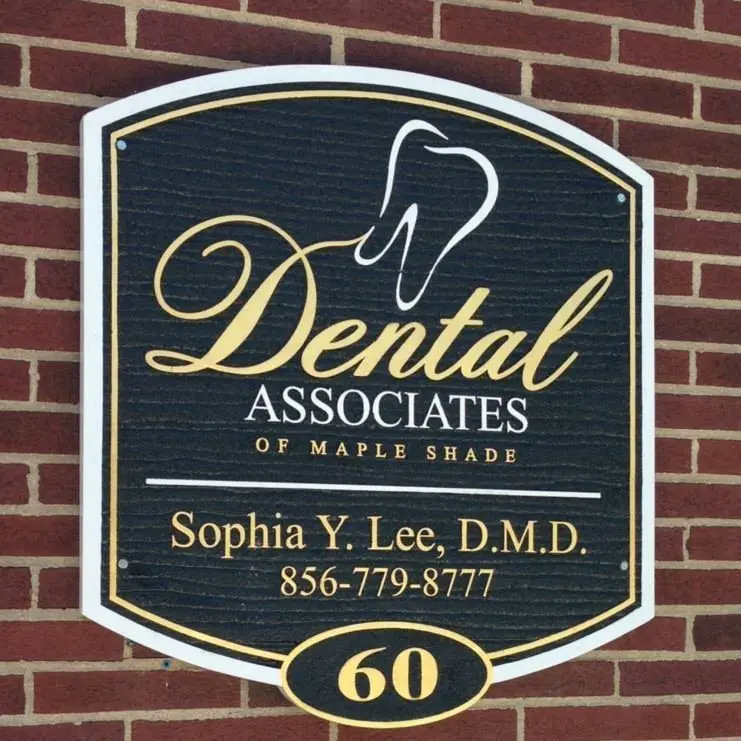 Dental
ASSOCIATES
OF MAPLE SHADE
Sophia Y. Lee, D.M.D.
856-779-8777
60